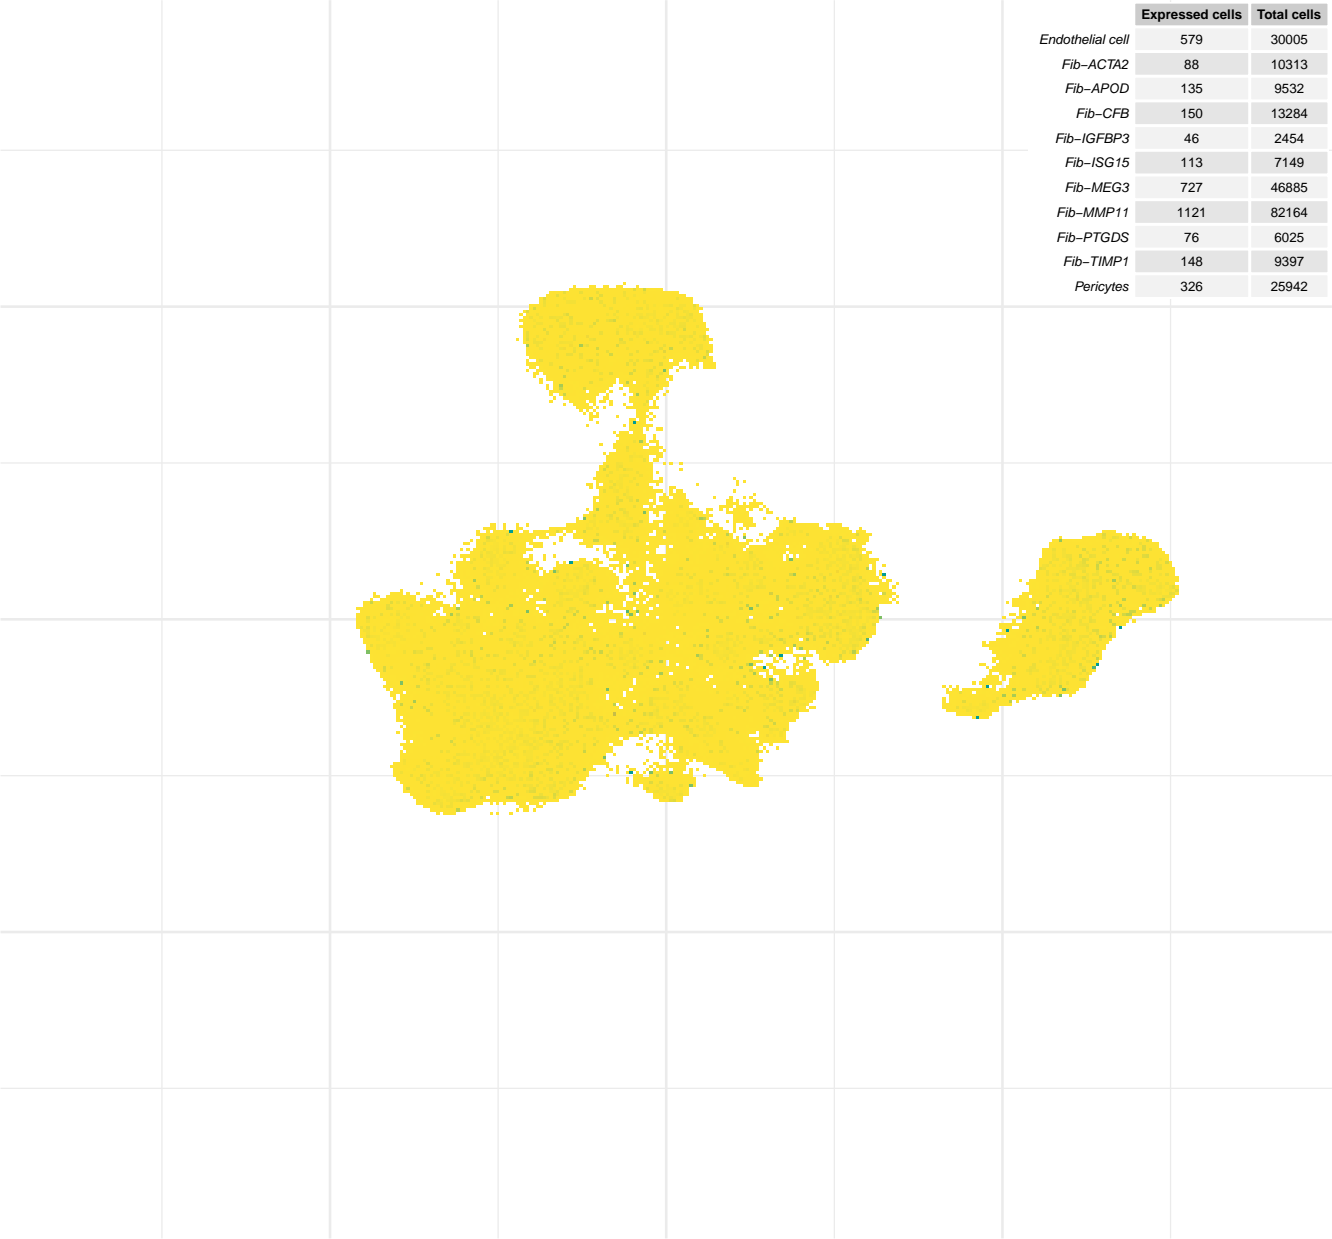 Expressed cells Total cells
Endothelial cell 579 30005
Fib−ACTA2 88 10313
Fib−APOD 135 9532
Fib−CFB 150 13284
Fib−IGFBP3 46 2454
Fib−ISG15 113 7149
Fib−MEG3 727 46885
Fib−MMP11 1121 82164
Fib−PTGDS 76 6025
Fib−TIMP1 148 9397
Pericytes 326 25942